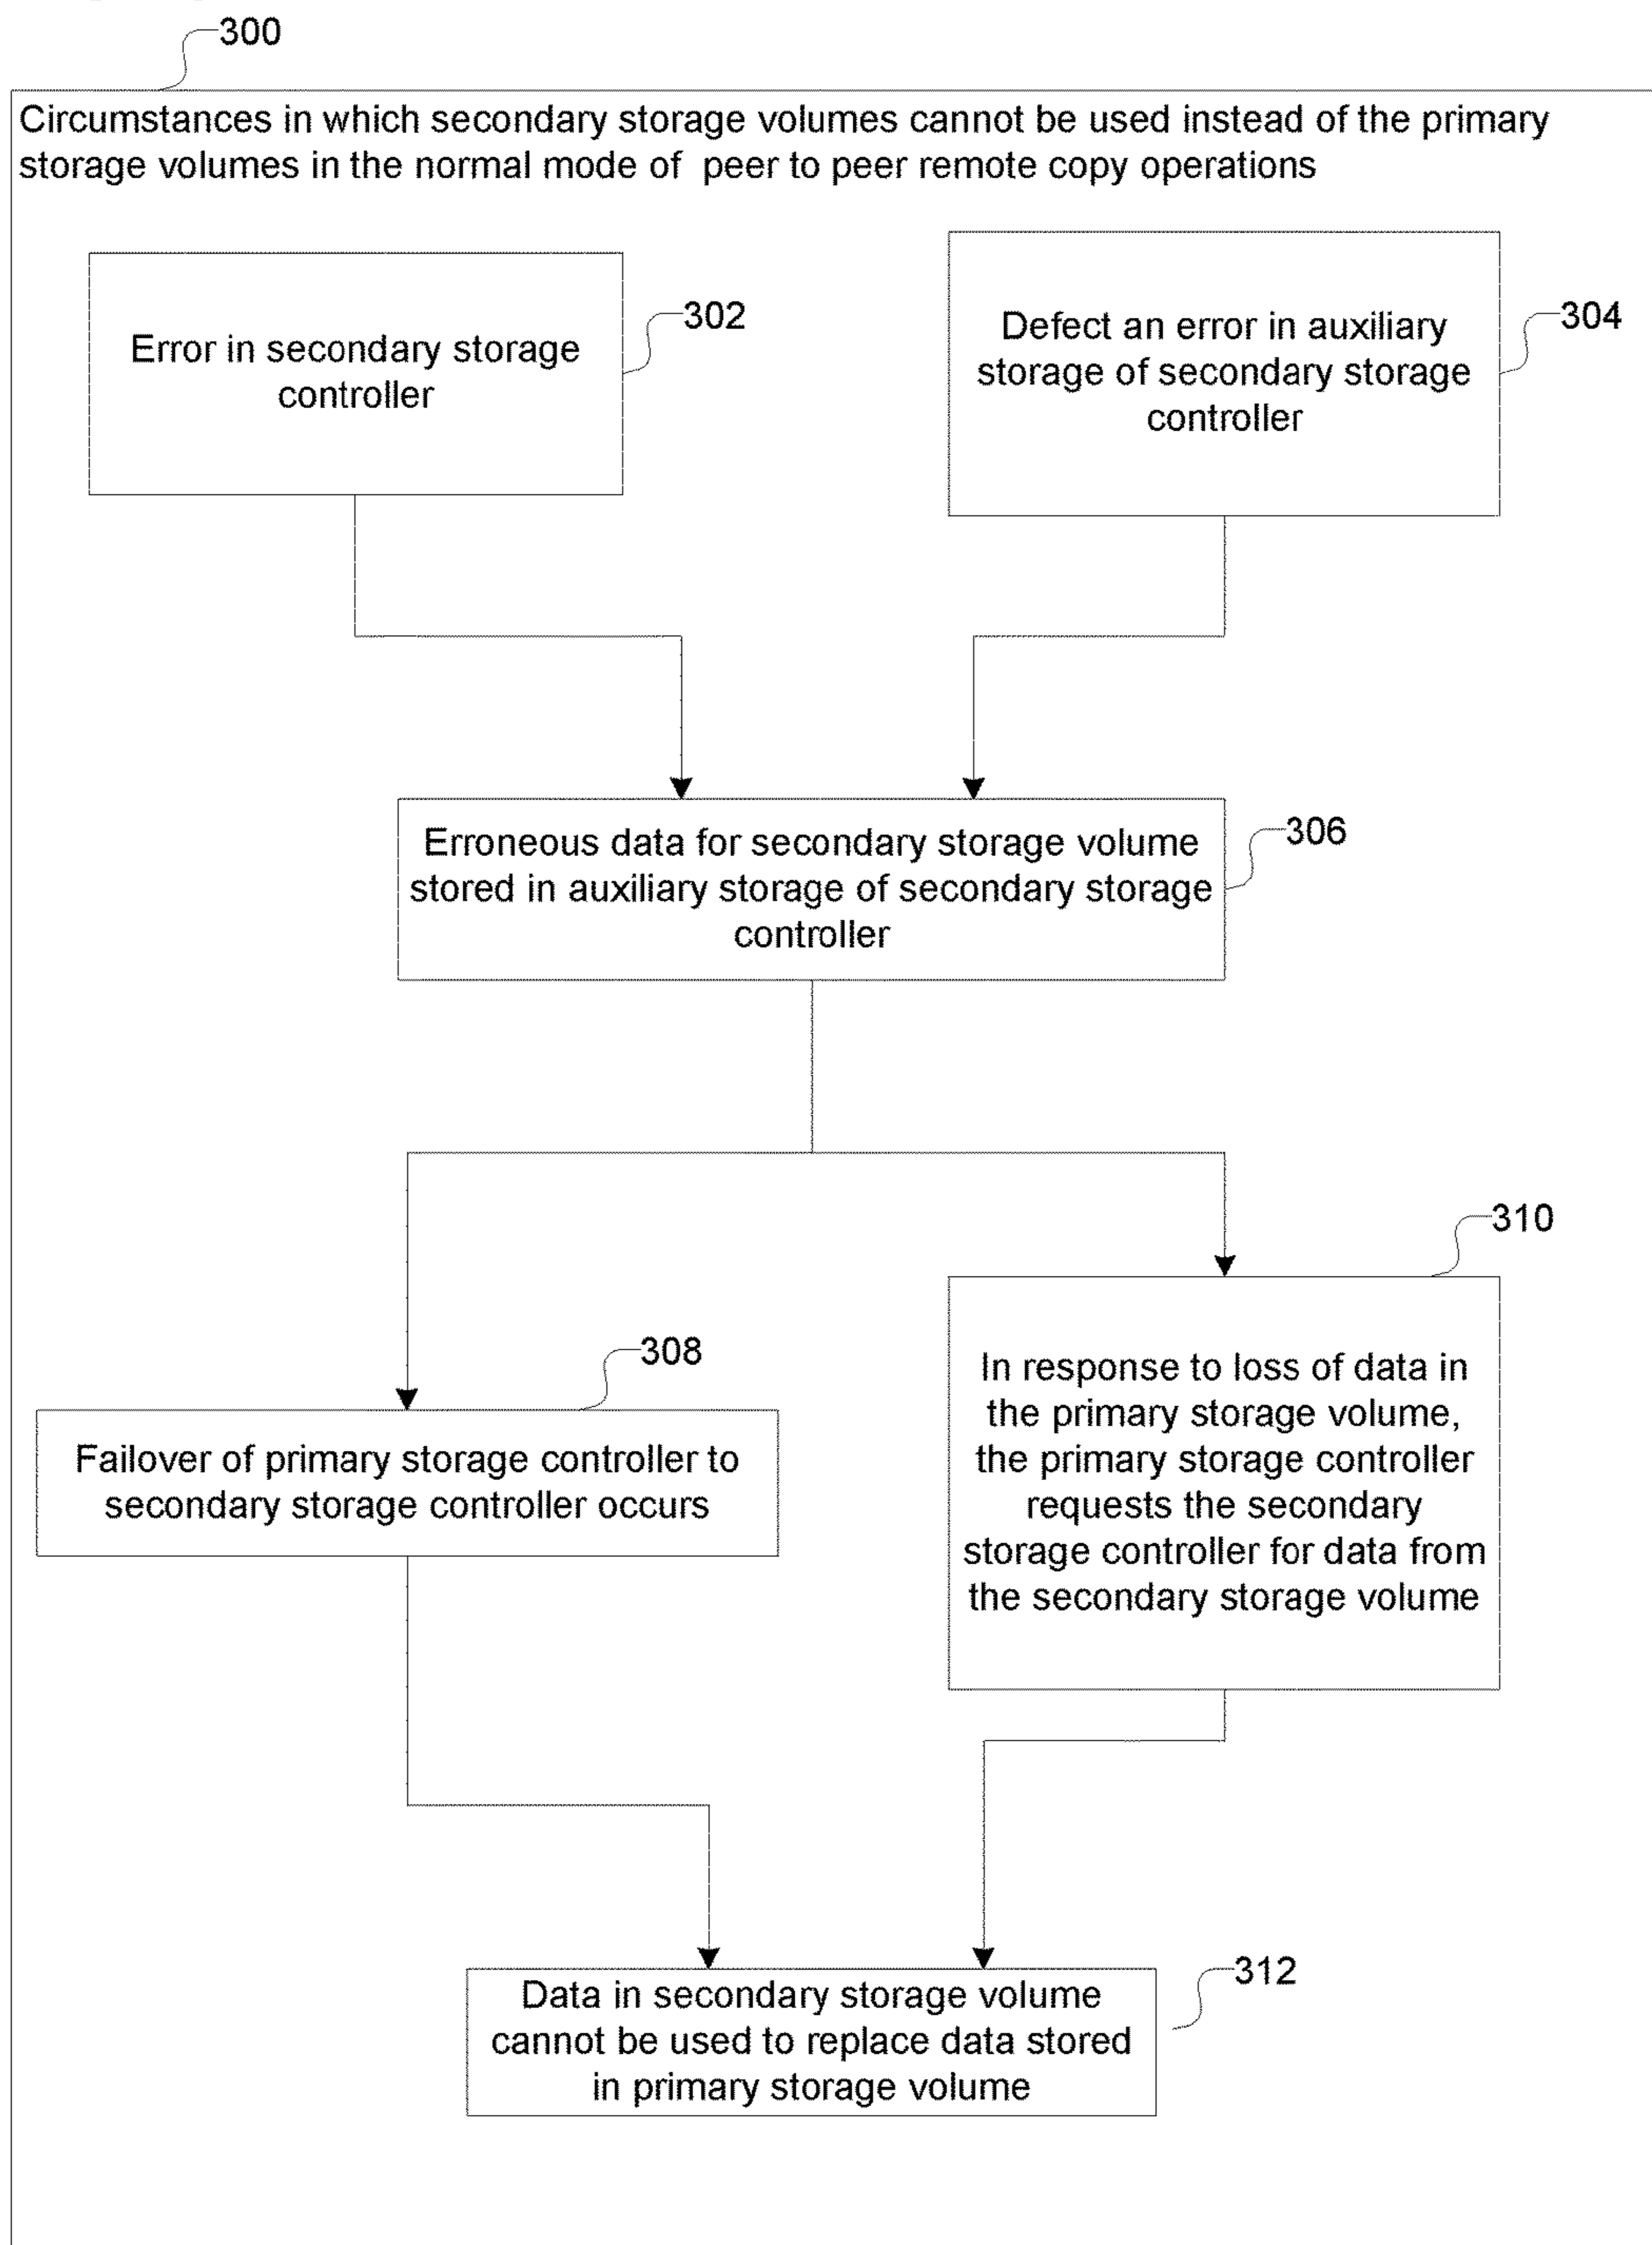 300
Circumstances in which secondary storage volumes cannot be used instead of the primary
storage volumes in the normal mode of peer to peer remote copy operations
Error in secondary storage
controller
302
Defect an error in auxiliary
storage of secondary storage
controller
304
Erroneous data for secondary storage volume
stored in auxiliary storage of secondary storage
controller
306
308
Failover of primary storage controller to
secondary storage controller occurs
310
In response to loss of data in
the primary storage volume,
the primary storage controller
requests the secondary
storage controller for data from
the secondary storage volume
Data in secondary storage volume
cannot be used to replace data stored
in primary storage volume
312